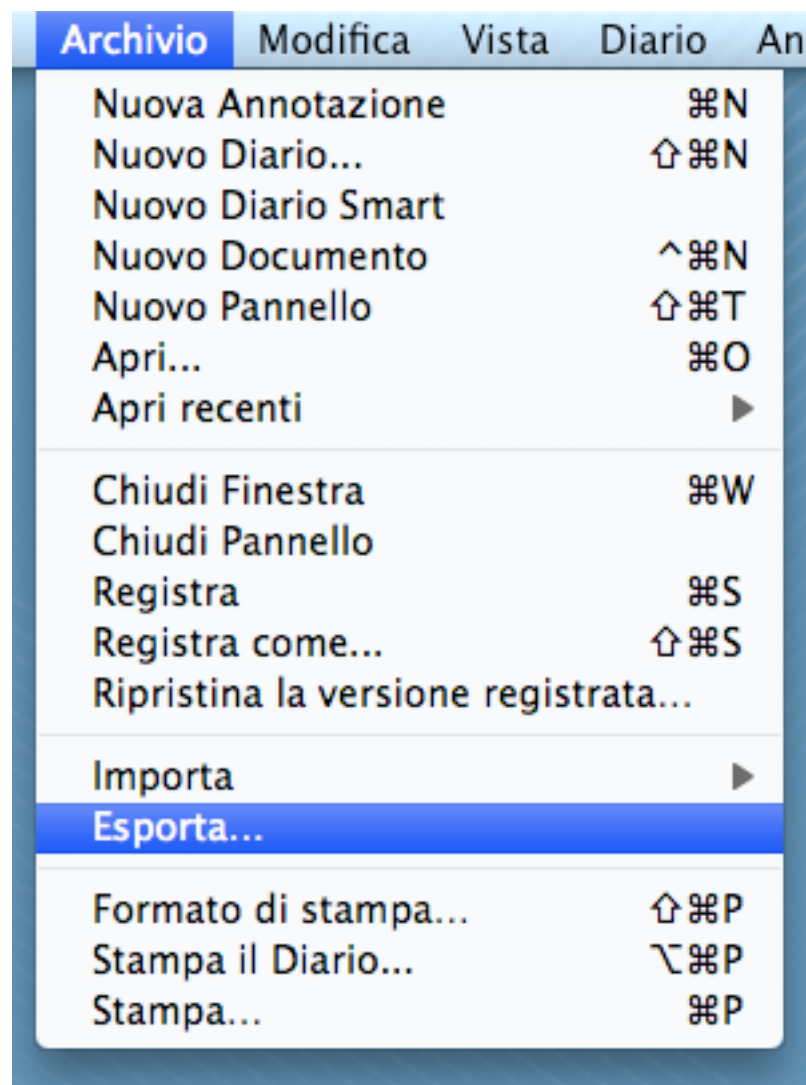 Archivio Modifica Vista Diario An
Nuova Annotazione ⌘N
Nuovo Diario... ⇧⌘N
Nuovo Diario Smart
Nuovo Documento ^⌘N
Nuovo Pannello ⇧⌘T
Apri... ⌘O
Apri recenti ▶
Chiudi Finestra ⌘W
Chiudi Pannello
Registra ⌘S
Registra come... ⇧⌘S
Ripristina la versione registrata...
Importa ▶
Esporta...
Formato di stampa... ⇧⌘P
Stampa il Diario... ⌥⌘P
Stampa... ⌘P